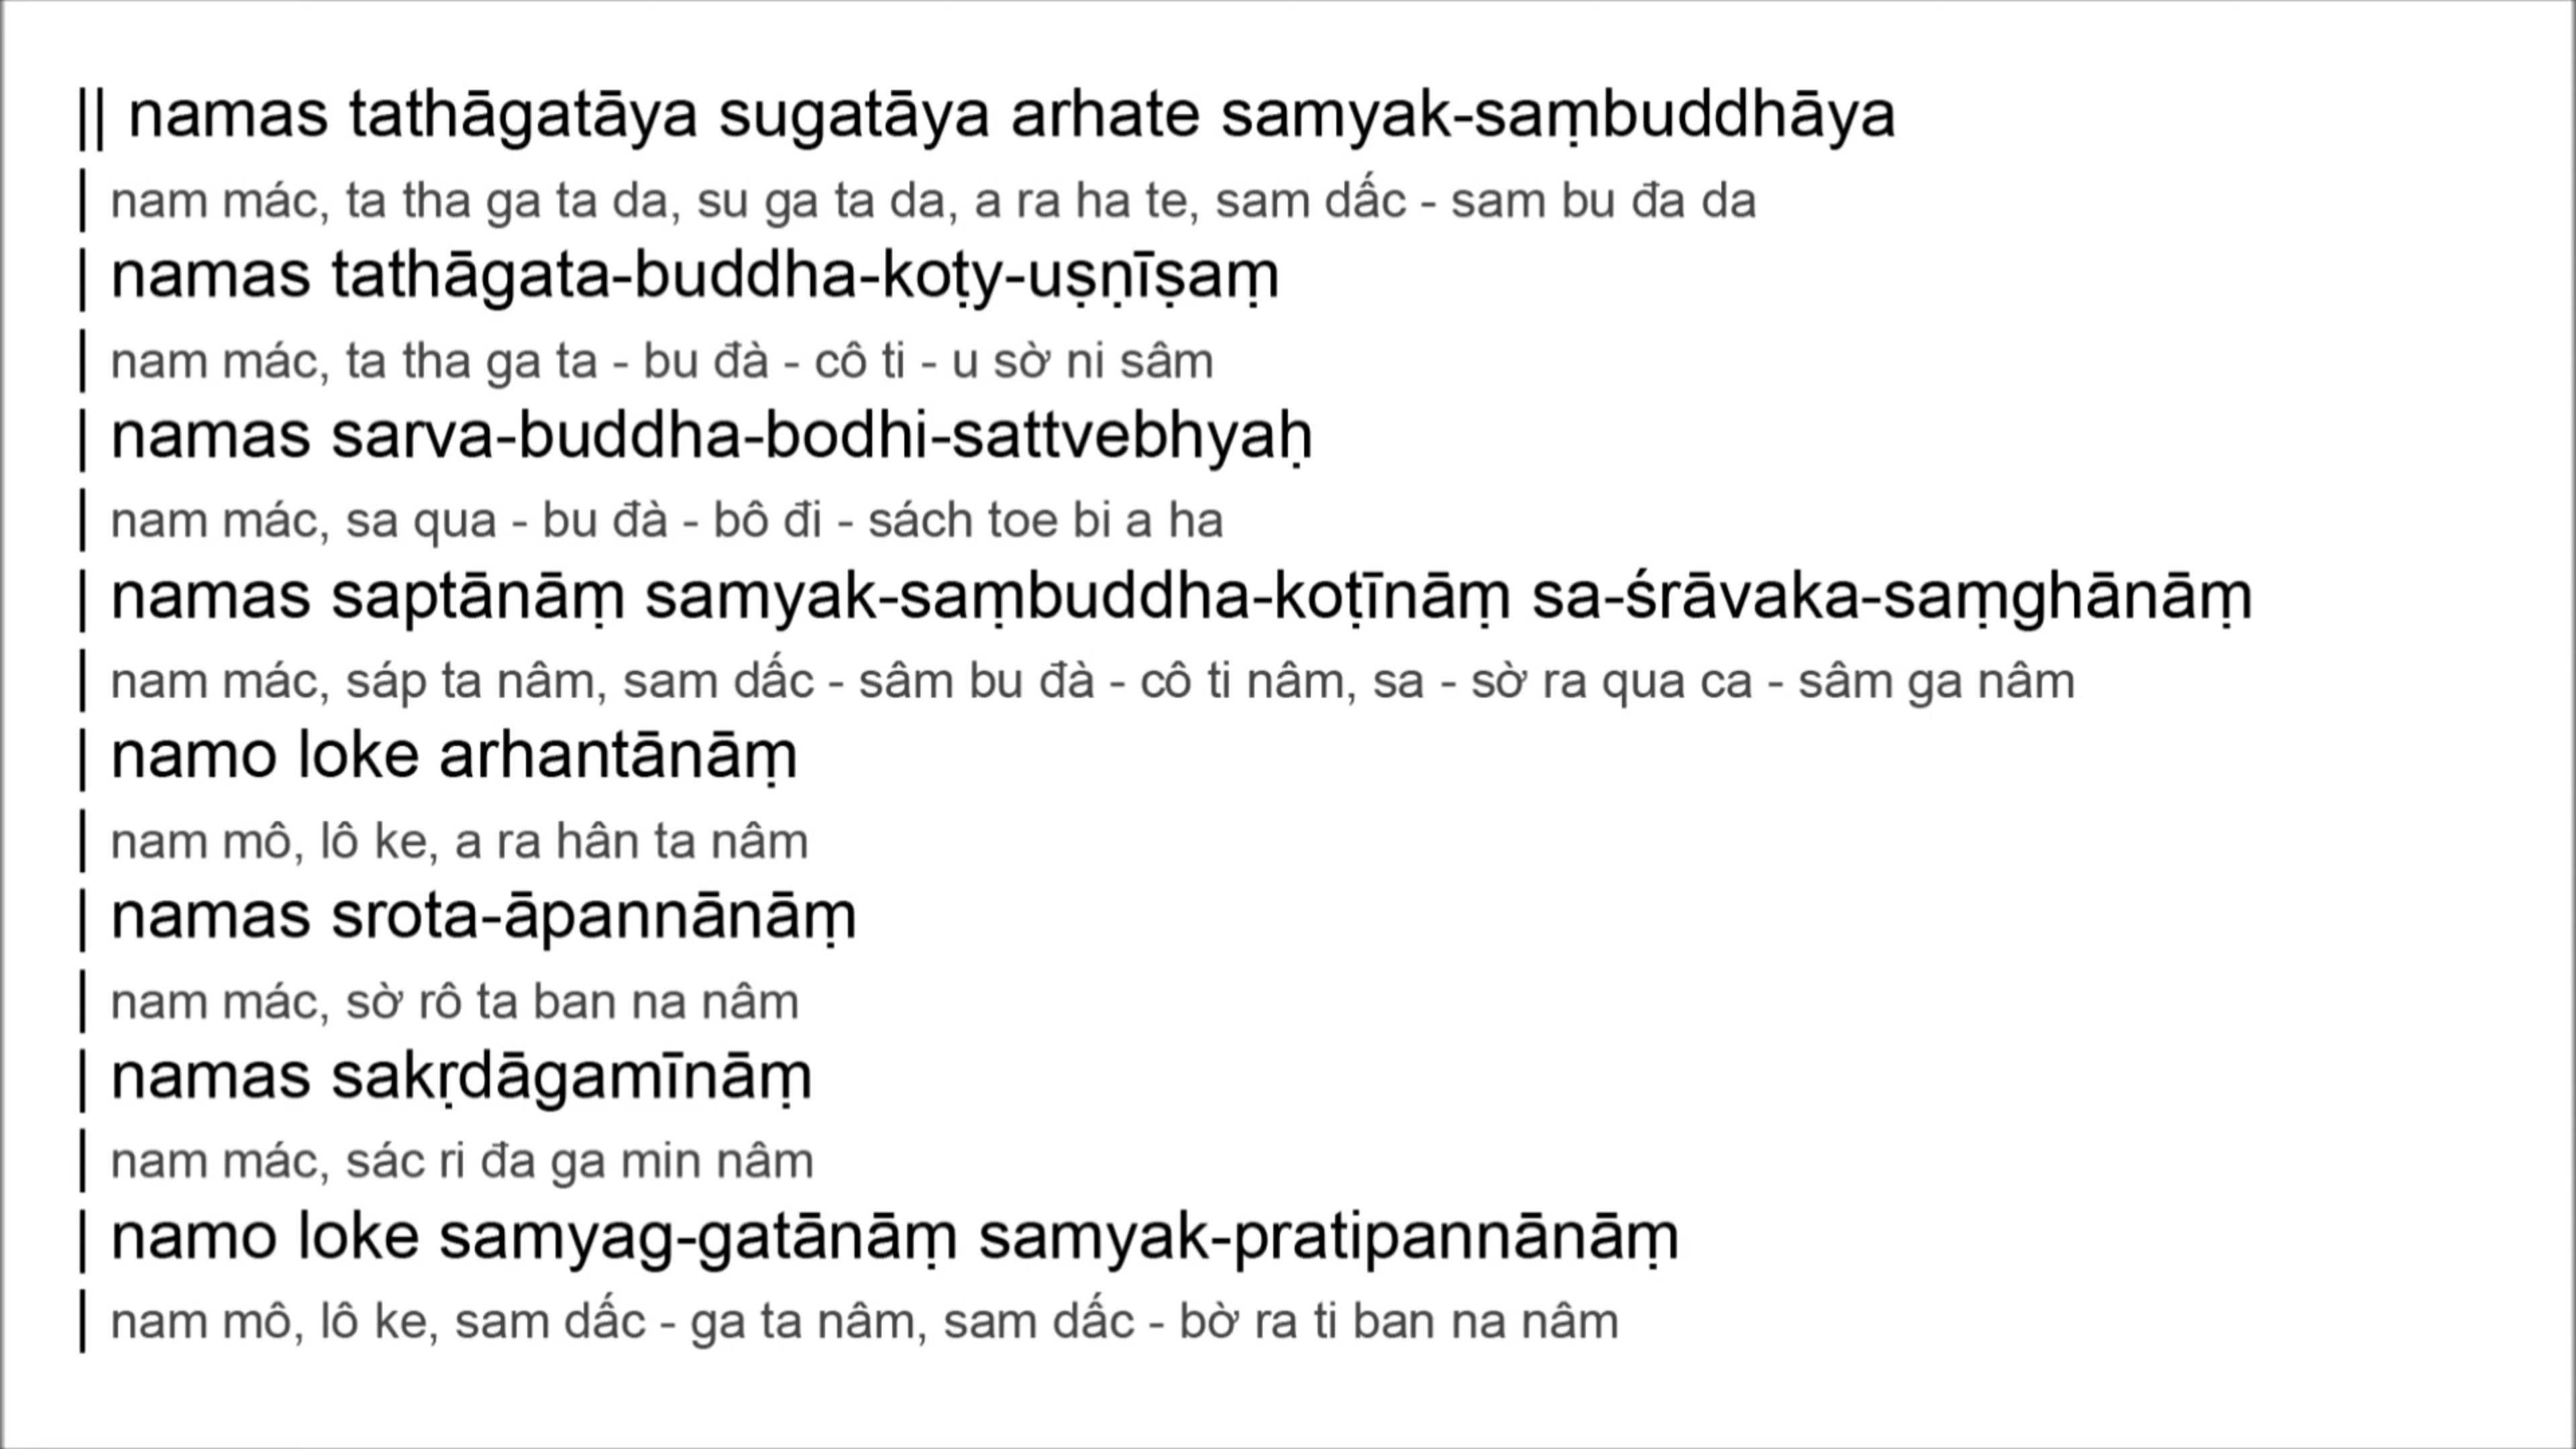 || namas tathāgatāya sugatāya arhate samyak-saṃbuddhāya
| nam mác, ta tha ga ta da, su ga ta da, a ra ha te, sam dấc - sam bu đa da
| namas tathāgata-buddha-koṭy-uṣṇīṣaṃ
| nam mác, ta tha ga ta - bu đà - cô ti - u sờ ni sâm
| namas sarva-buddha-bodhi-sattvebhyaḥ
| nam mác, sa qua - bu đà - bô đi - sách toe bi a ha
| namas saptānāṃ samyak-saṃbuddha-koṭīnāṃ sa-śrāvaka-saṃghānāṃ
| nam mác, sáp ta nâm, sam dấc - sâm bu đà - cô ti nâm, sa - sờ ra qua ca - sâm ga nâm
| namo loke arhantānāṃ
| nam mô, lô ke, a ra hân ta nâm
| namas srota-āpannānāṃ
| nam mác, sờ rô ta ban na nâm
| namas sakṛdāgamīnāṃ
| nam mác, sác ri đa ga min nâm
| namo loke samyag-gatānāṃ samyak-pratipannānāṃ
| nam mô, lô ke, sam dấc - ga ta nâm, sam dấc - bờ ra ti ban na nâm